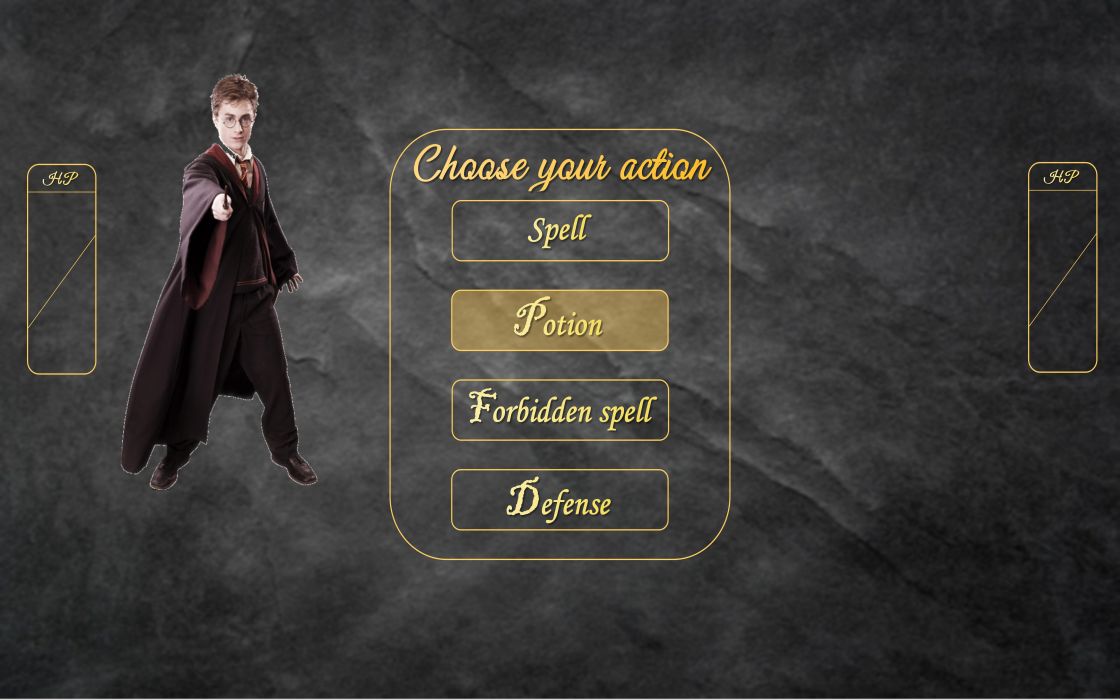 Choose your action
HP
HP
Spell
Potion
Forbidden spell
Defense